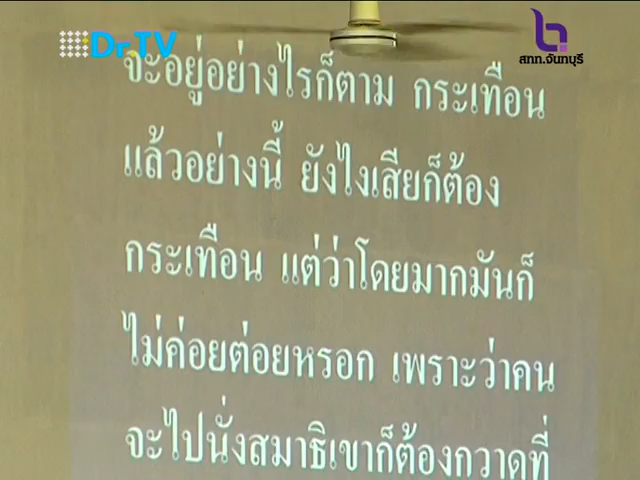 Dr.TV
สทท.จันทบุรี
จะอยู่อย่างไรก็ตาม กระเทือน
แล้วอย่างนี้ ยังไงเสียก็ต้อง
กระเทือน แต่ว่าโดยมากมันก็
ไม่ค่อยต่อยหรอก เพราะว่าคน
จะไปนั่งสมาธิเขาก็ต้องกวาดที่